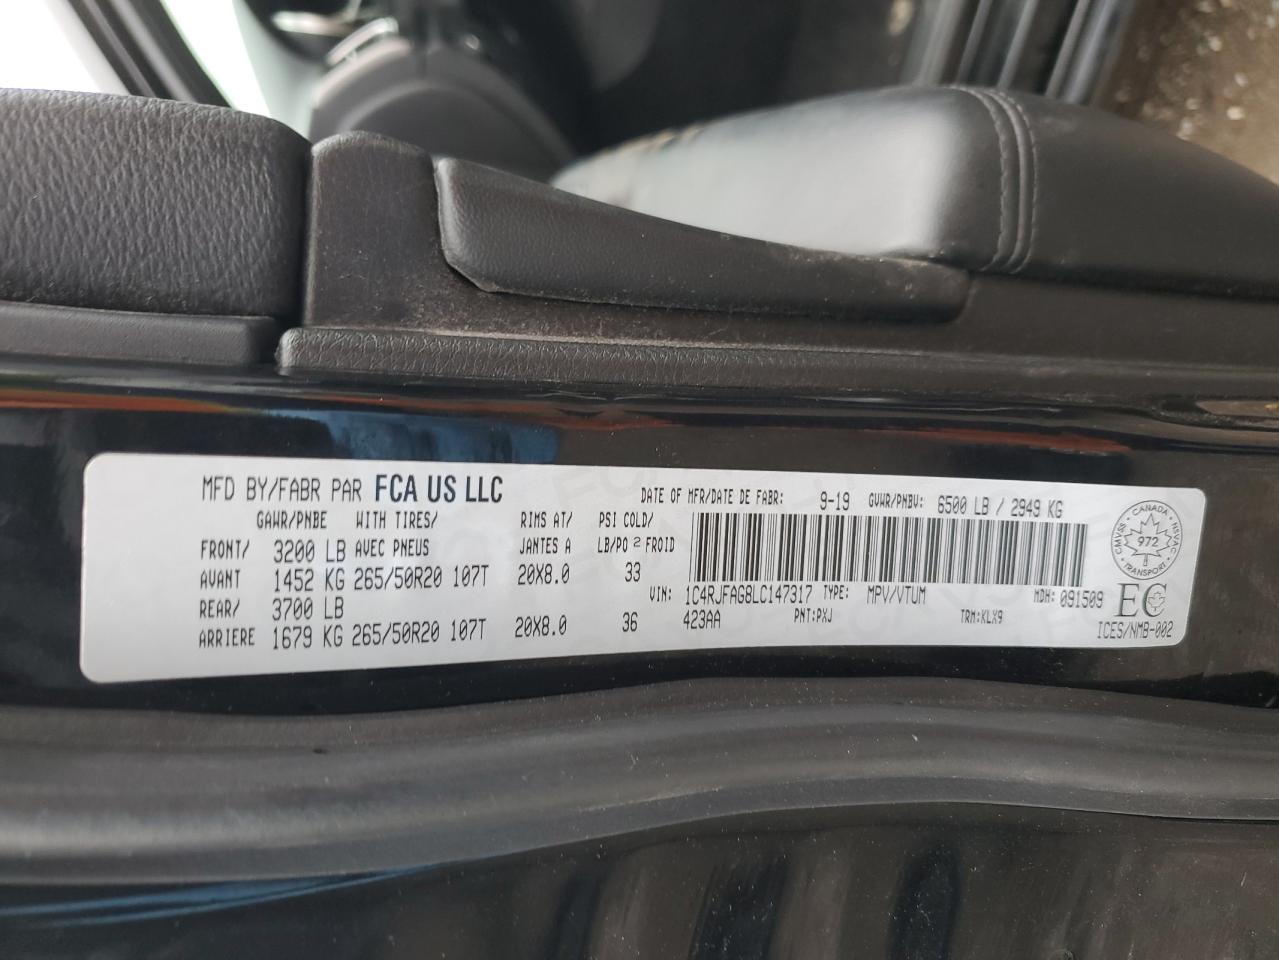 MFD BY/FABR PAR FCA US LLC DATE OF MFR/DATE DE FABR: 9-19 GVWR/PNBV: 6500 LB / 2949 KG
GAWR/PNBE WITH TIRES/ RIMS AT/ PSI COLD/
FRONT/ 3200 LB AVEC PNEUS JANTES A LB/PO 2 FROID
AVANT 1452 KG 265/50R20 107T 20X8.0 33
VIN: 1C4RJFAG8LC147317 TYPE: MPV/VTUM MDH: 091509
REAR/ 3700 LB 423AA PNT:PXJ TRM:KLX9
ARRIERE 1679 KG 265/50R20 107T 20X8.0 36
CANADA
CMVSS NSVAC
972
TRANSPORT
EC
ICES/NMB-002